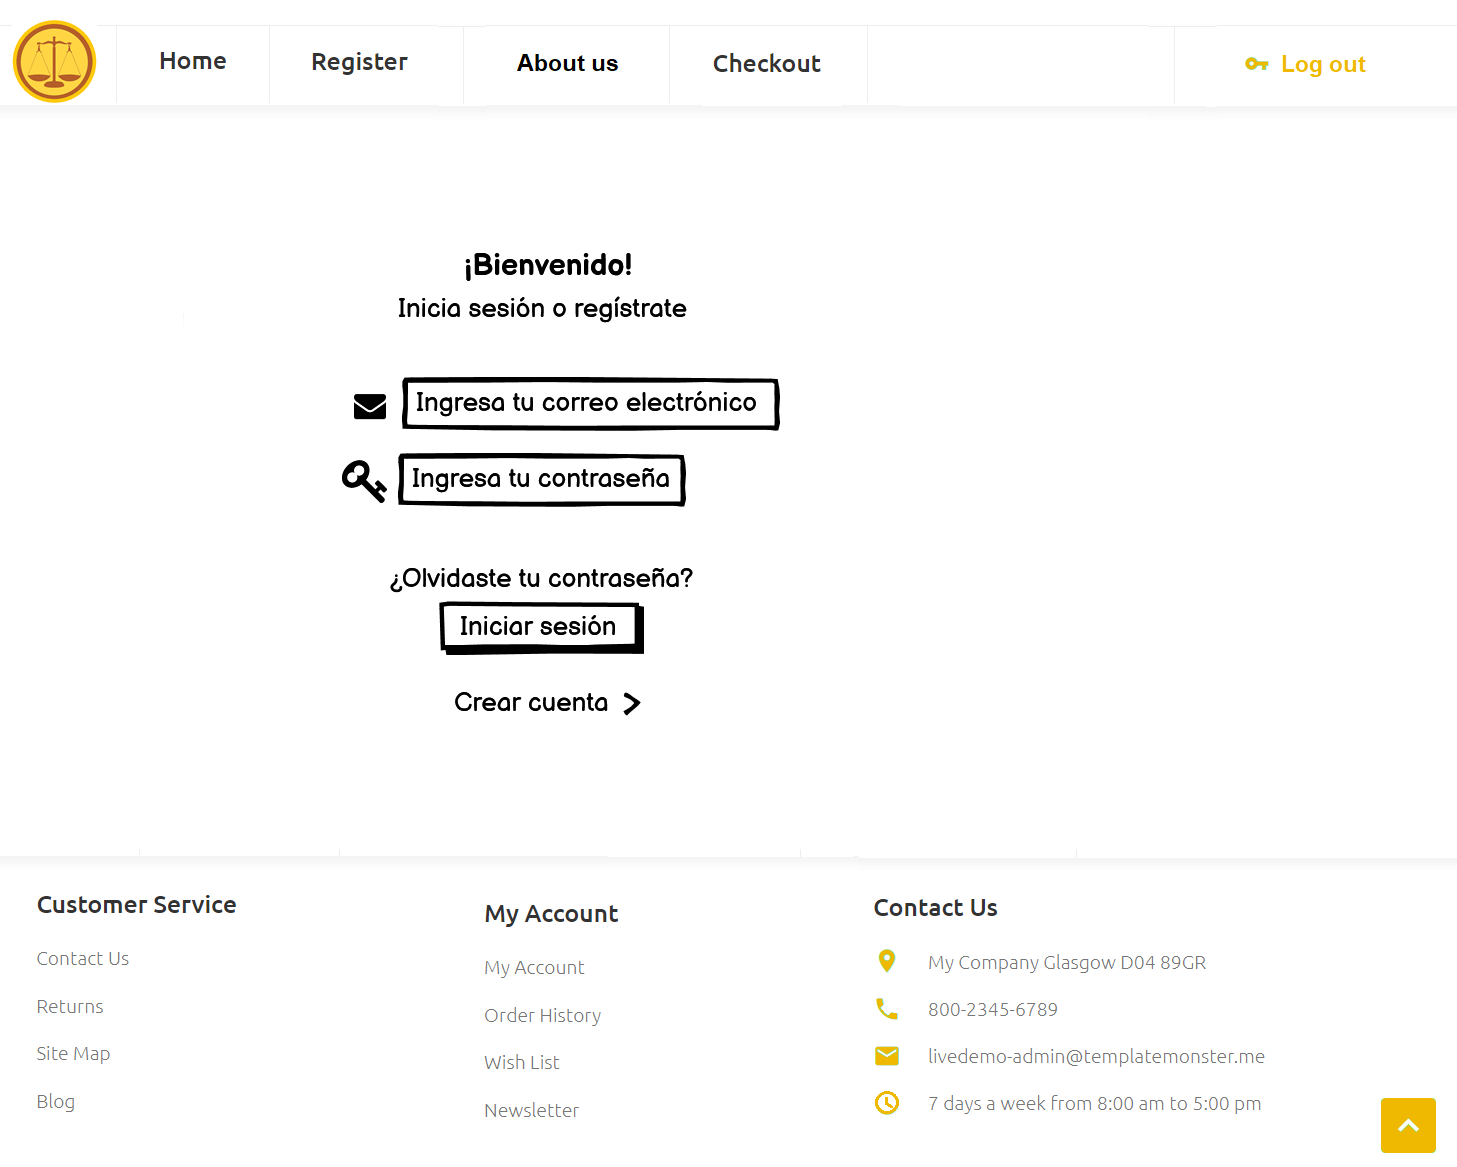 Home
Register
About us
Checkout
Log out
¡Bienvenido!
Inicia sesión o regístrate
Ingresa tu correo electrónico
Ingresa tu contraseña
¿Olvidaste tu contraseña?
Iniciar sesión
Crear cuenta
Customer Service
Contact Us
Returns
Site Map
Blog
My Account
My Account
Order History
Wish List
Newsletter
Contact Us
My Company Glasgow D04 89GR
800-2345-6789
livedemo-admin@templatemonster.me
7 days a week from 8:00 am to 5:00 pm